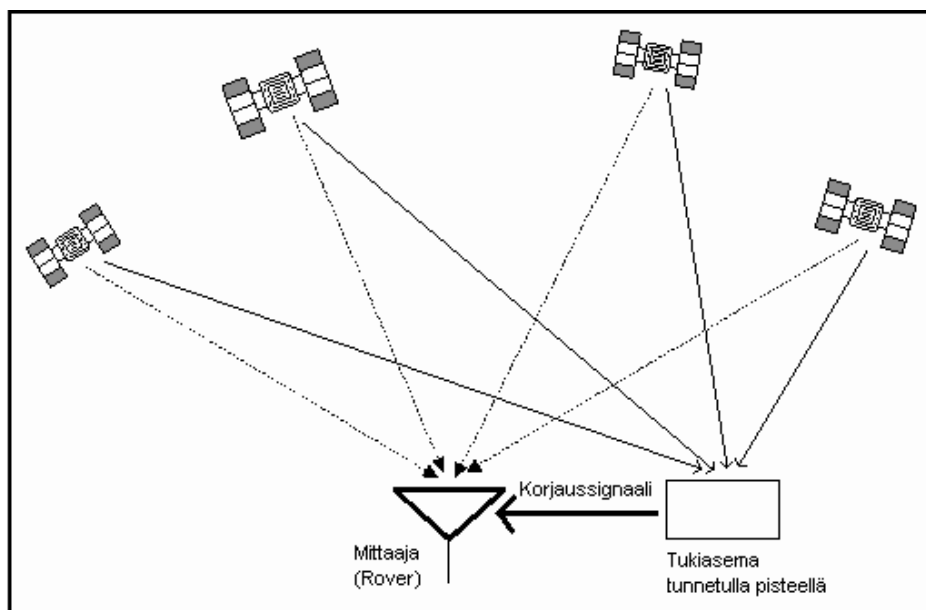 Korjaussignaali
Mittaaja
(Rover)
Tukiasema
tunnetulla pisteellä